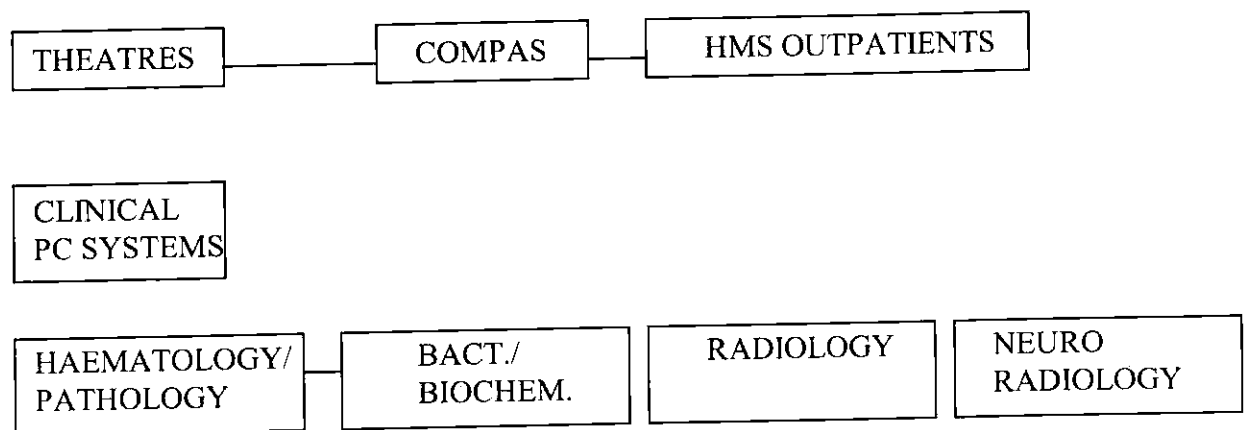 THEATRES
COMPAS
HMS OUTPATIENTS
CLINICAL
PC SYSTEMS
HAEMATOLOGY/
PATHOLOGY
BACT./
BIOCHEM.
RADIOLOGY
NEURO
RADIOLOGY